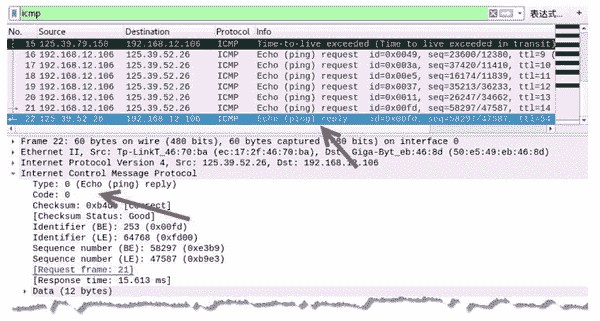 icmp 表达式…
No. Source Destination Protocol Info
15 125.39.79.158 192.168.12.106 ICMP Time-to-live exceeded (Time to live exceeded in transit)
16 192.168.12.106 125.39.52.26 ICMP Echo (ping) request id=0x0049, seq=23600/12380, ttl=9 (
17 192.168.12.106 125.39.52.26 ICMP Echo (ping) request id=0x003a, seq=37420/11410, ttl=10
18 192.168.12.106 125.39.52.26 ICMP Echo (ping) request id=0x00e5, seq=16174/11839, ttl=11
19 192.168.12.106 125.39.52.26 ICMP Echo (ping) request id=0x0037, seq=35213/36233, ttl=12
20 192.168.12.106 125.39.52.26 ICMP Echo (ping) request id=0x0011, seq=26247/34662, ttl=13
21 192.168.12.106 125.39.52.26 ICMP Echo (ping) request id=0x00fd, seq=58297/47587, ttl=14
22 125.39.52.26 192.168.12.106 ICMP Echo (ping) reply id=0x00fd, seq=58297/47587, ttl=54
Frame 22: 60 bytes on wire (480 bits), 60 bytes captured (480 bits) on interface 0
Ethernet II, Src: Tp-LinkT_46:70:ba (ec:17:2f:46:70:ba), Dst: Giga-Byt_eb:46:8d (50:e5:49:eb:46:8d)
Internet Protocol Version 4, Src: 125.39.52.26, Dst: 192.168.12.106
Internet Control Message Protocol
Type: 0 (Echo (ping) reply)
Code: 0
Checksum: [correct]
[Checksum Status: Good]
Identifier (BE): 253 (0x00fd)
Identifier (LE): 64768 (0xfd00)
Sequence number (BE): 58297 (0xe3b9)
Sequence number (LE): 47587 (0xb9e3)
[Request frame: 21]
[Response time: 15.613 ms]
Data (12 bytes)